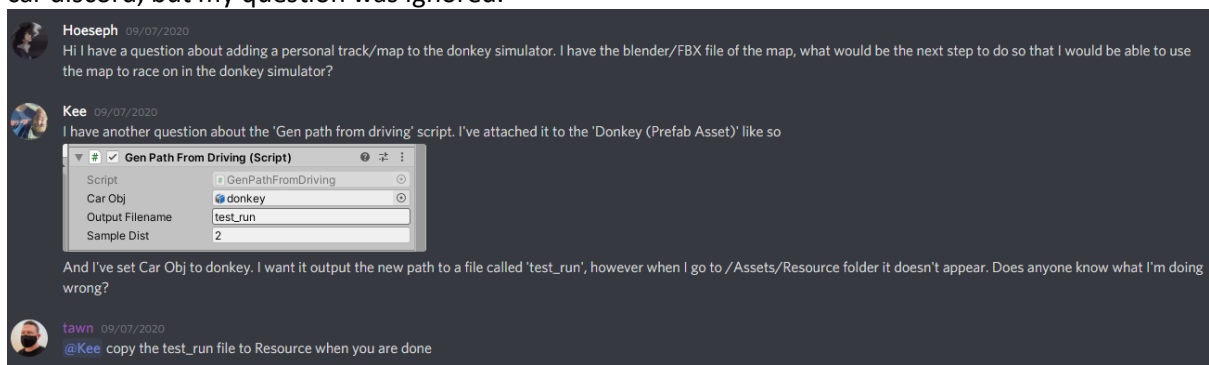 car discord, but my question was ignored.
Hoeseph 09/07/2020
Hi I have a question about adding a personal track/map to the donkey simulator. I have the blender/FBX file of the map, what would be the next step to do so that I would be able to use
the map to race on in the donkey simulator?
Kee 09/07/2020
I have another question about the 'Gen path from driving' script. I've attached it to the 'Donkey (Prefab Asset)' like so
# Gen Path From Driving (Script)
Script GenPathFromDriving
Car Obj donkey
Output Filename test_run
Sample Dist 2
And I've set Car Obj to donkey. I want it output the new path to a file called 'test_run', however when I go to /Assets/Resource folder it doesn't appear. Does anyone know what I'm doing
wrong?
tawn 09/07/2020
@Kee copy the test_run file to Resource when you are done